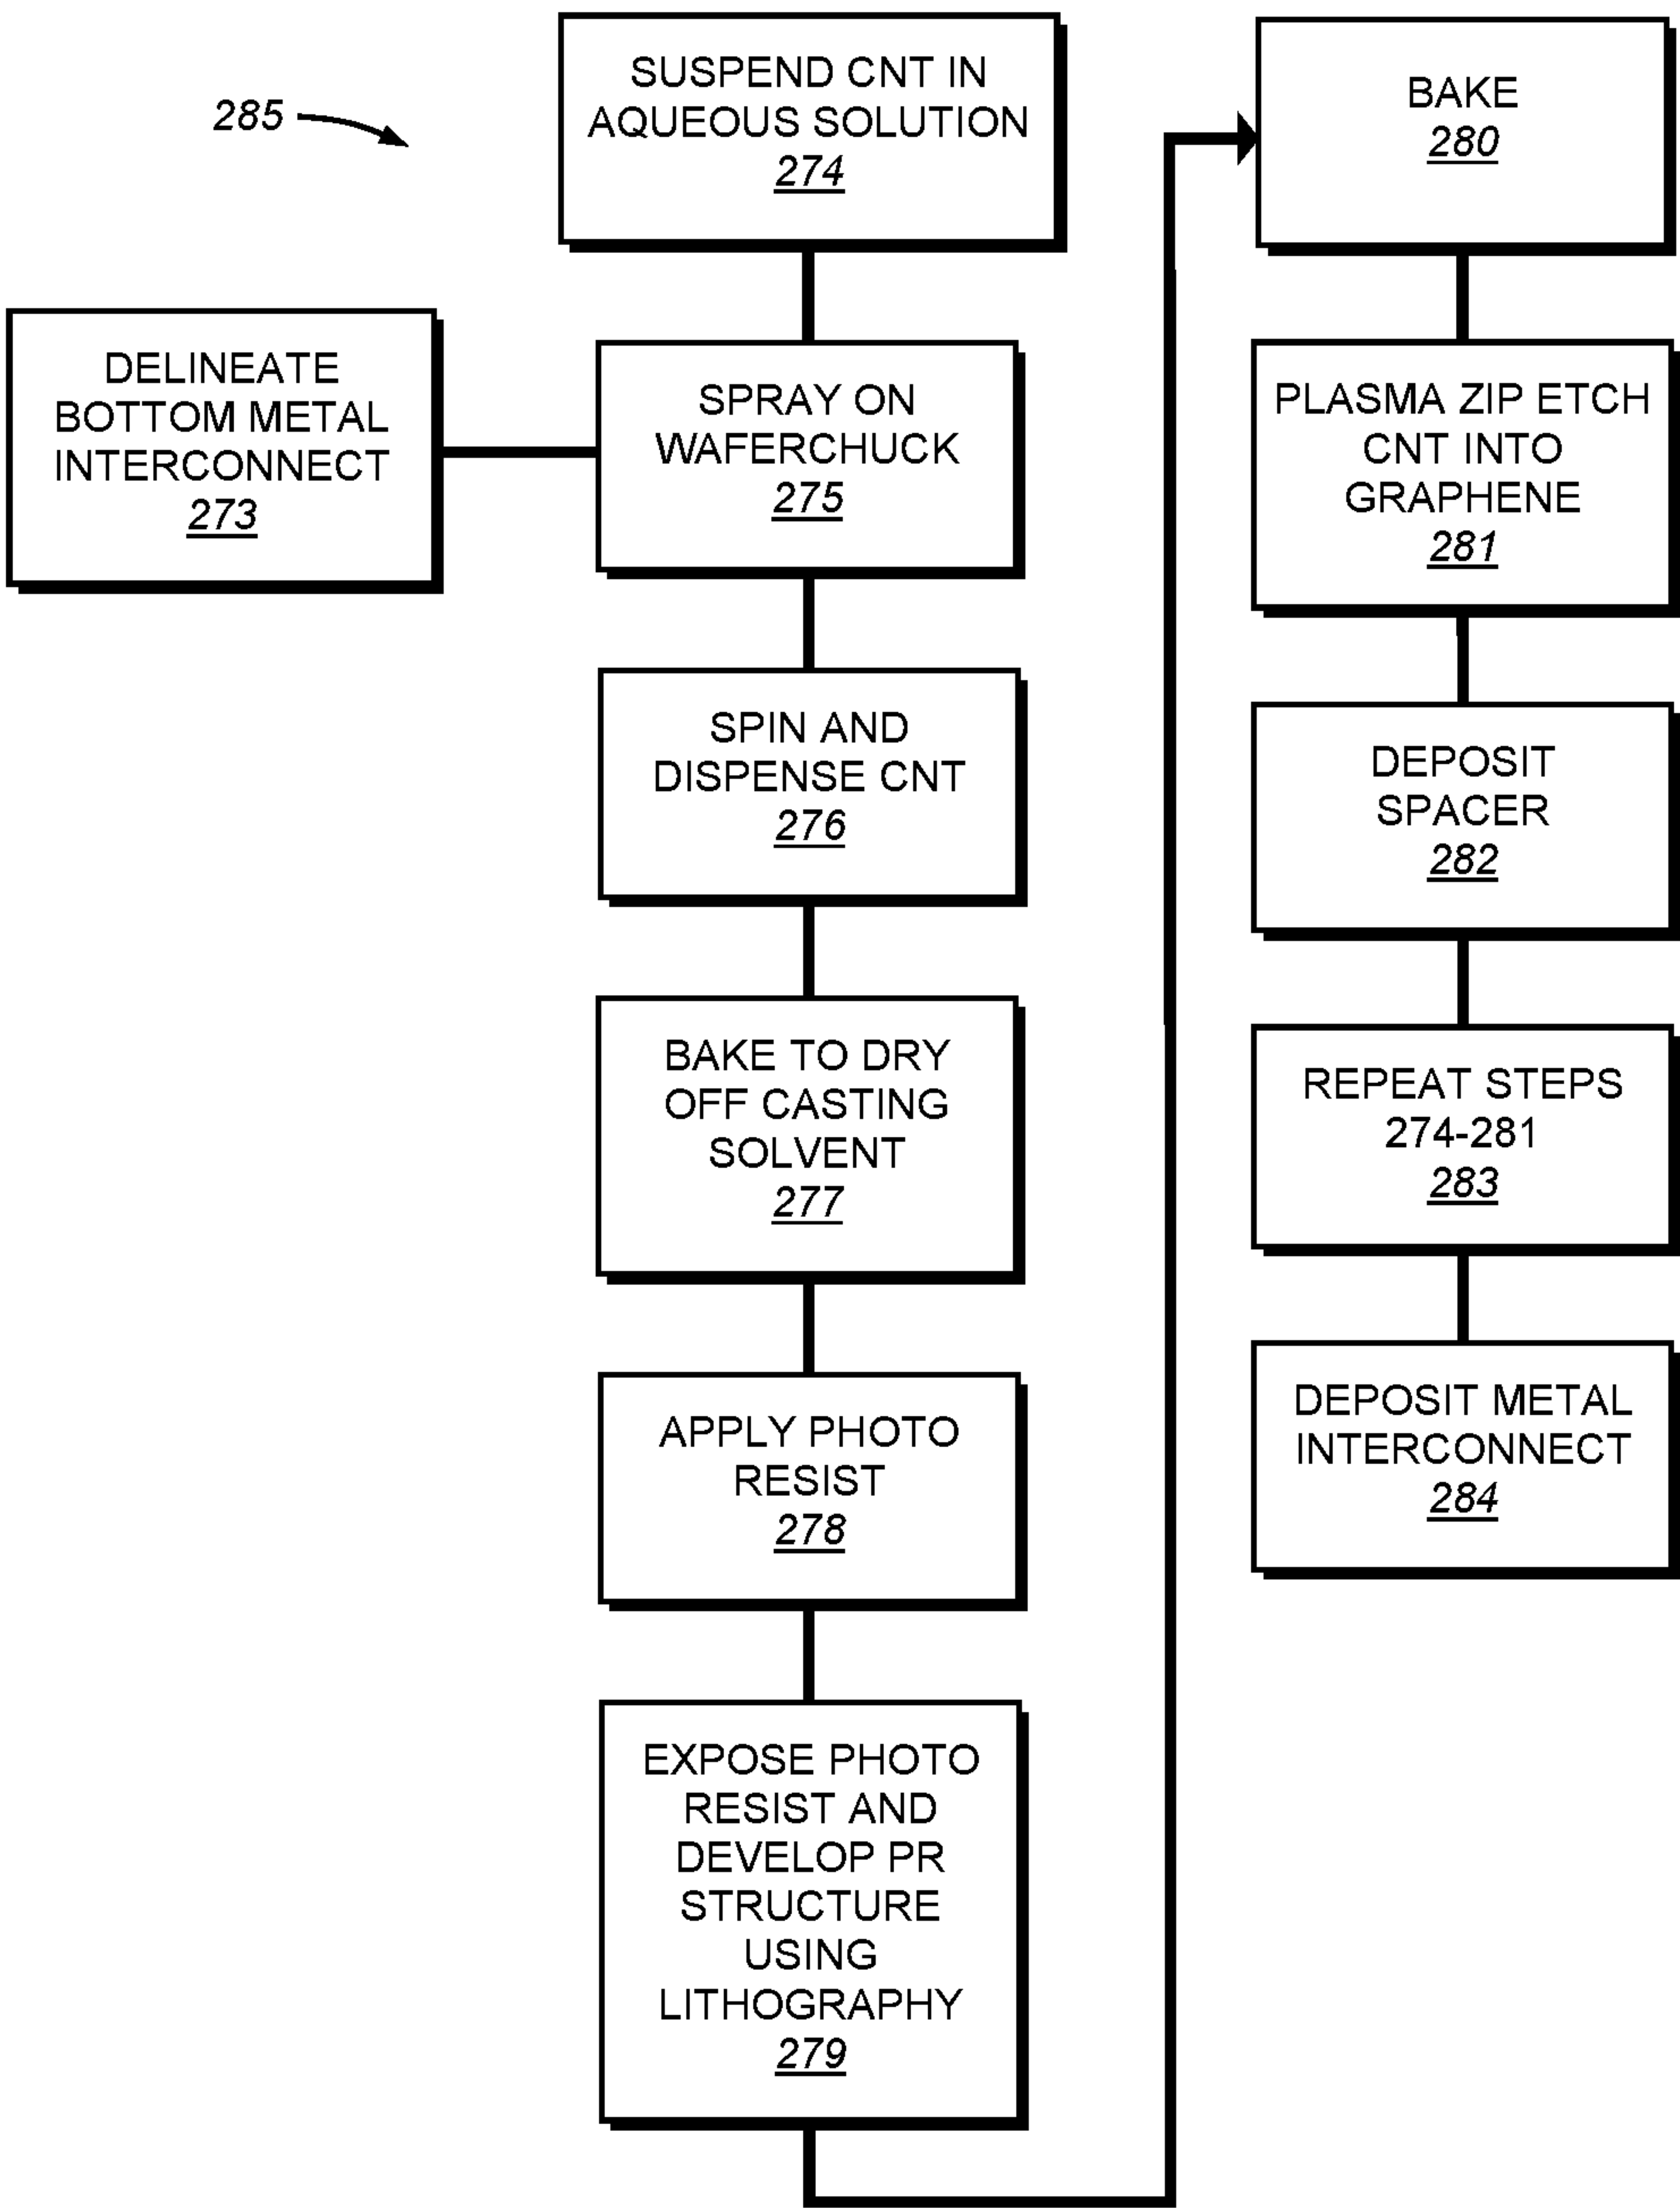 285
SUSPEND CNT IN
AQUEOUS SOLUTION
274
DELINEATE
BOTTOM METAL
INTERCONNECT
273
SPRAY ON
WAFERCHUCK
275
SPIN AND
DISPENSE CNT
276
BAKE TO DRY
OFF CASTING
SOLVENT
277
APPLY PHOTO
RESIST
278
EXPOSE PHOTO
RESIST AND
DEVELOP PR
STRUCTURE
USING
LITHOGRAPHY
279
BAKE
280
PLASMA ZIP ETCH
CNT INTO
GRAPHENE
281
DEPOSIT
SPACER
282
REPEAT STEPS
274-281
283
DEPOSIT METAL
INTERCONNECT
284